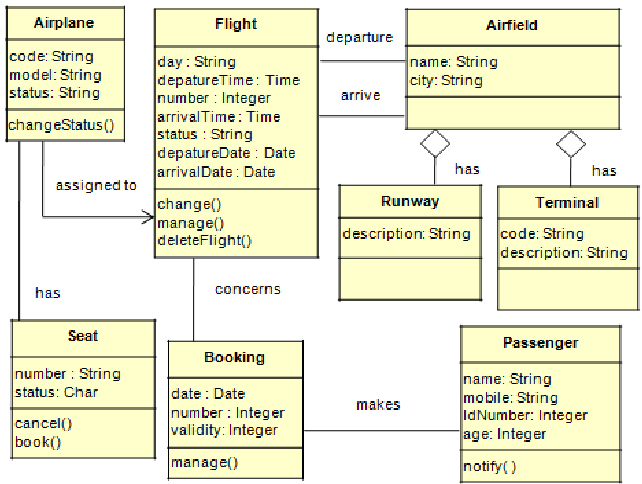 Airplane
code: String
model: String
status: String
changeStatus()
Flight
day : String
depatureTime : Time
number : Integer
arrivalTime : Time
status : String
depatureDate : Date
arrivalDate : Date
change()
manage()
deleteFlight()
departure
arrive
Airfield
name: String
city: String
assigned to
has
has
Runway
description: String
Terminal
code: String
description: String
has
concerns
Seat
number : String
status: Char
cancel()
book()
Booking
date : Date
number : Integer
validity: Integer
manage()
makes
Passenger
name: String
mobile: String
IdNumber: Integer
age: Integer
notify( )